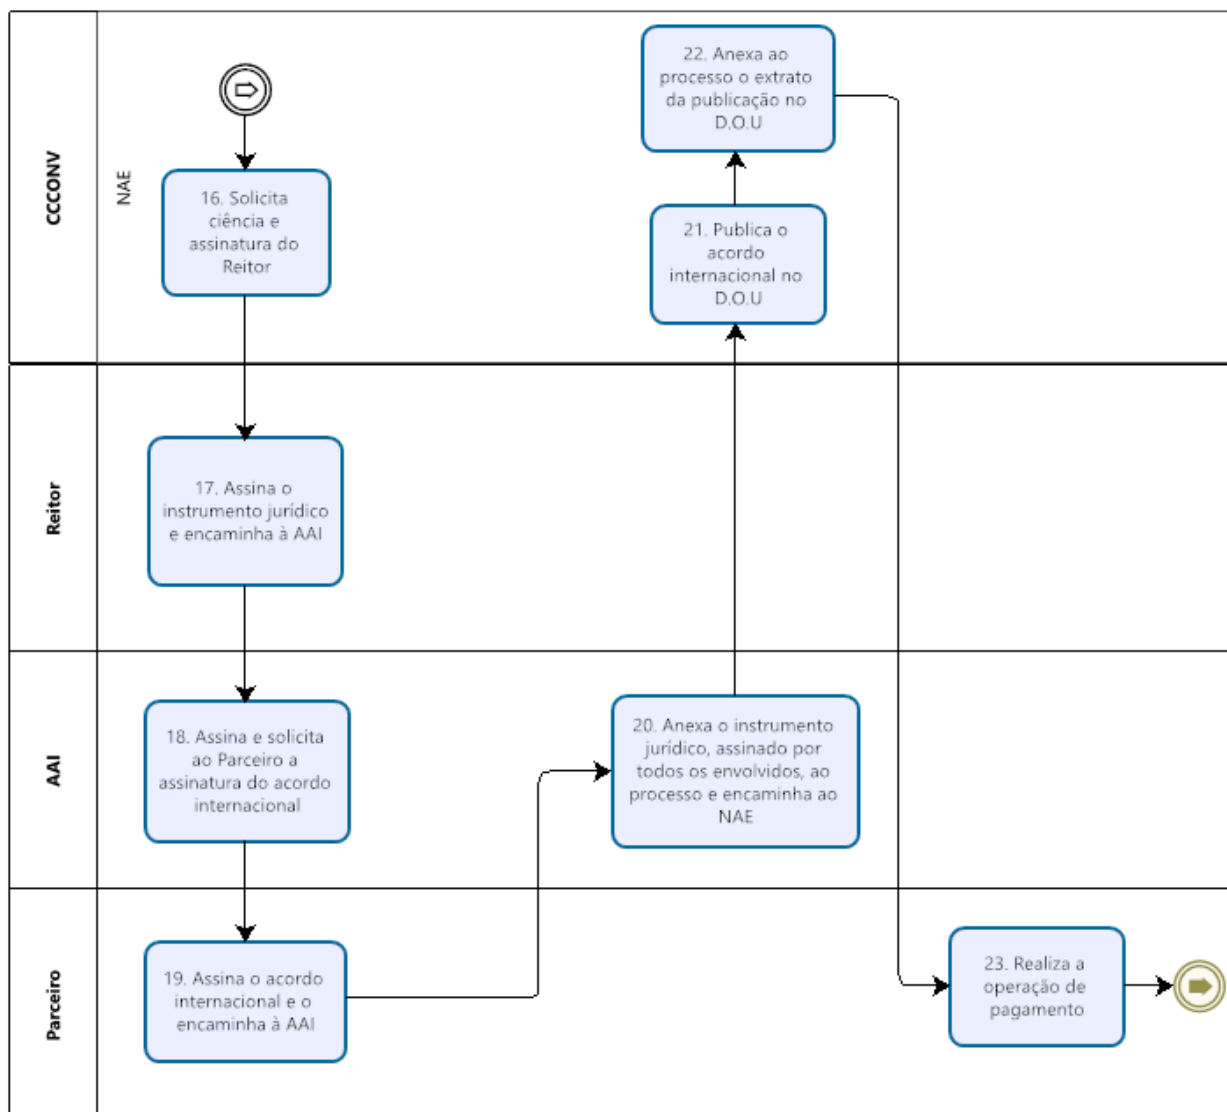 CCCONV
NAE
16. Solicita
ciência e
assinatura do
Reitor
22. Anexa ao
processo o extrato
da publicação no
D.O.U
21. Publica o
acordo
internacional no
D.O.U
Reitor
17. Assina o
instrumento jurídico
e encaminha à AAI
AAI
18. Assina e solicita
ao Parceiro a
assinatura do acordo
internacional
20. Anexa o instrumento
jurídico, assinado por
todos os envolvidos, ao
processo e encaminha ao
NAE
Parceiro
19. Assina o acordo
internacional e o
encaminha à AAI
23. Realiza a
operação de
pagamento